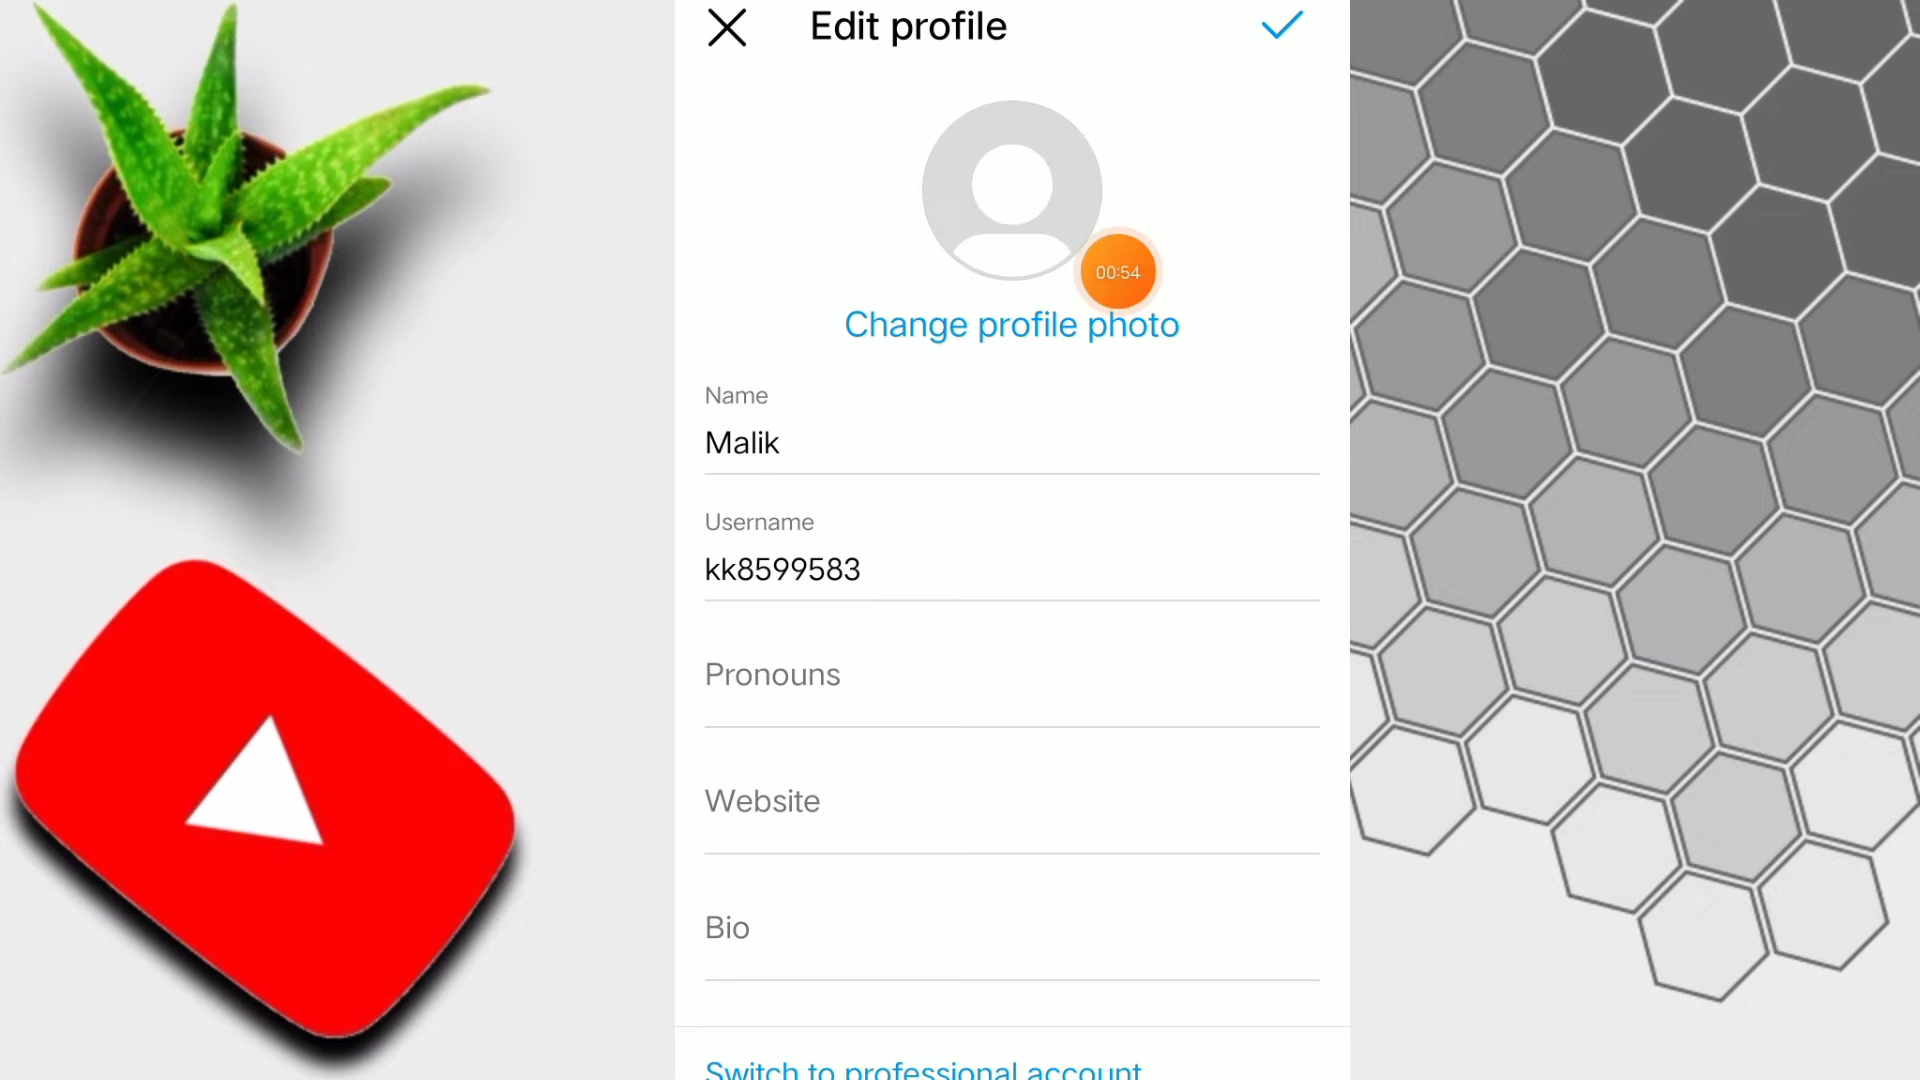 Edit profile
00:54
Change profile photo
Name
Malik
Username
kk8599583
Pronouns
Website
Bio
Switch to professional account